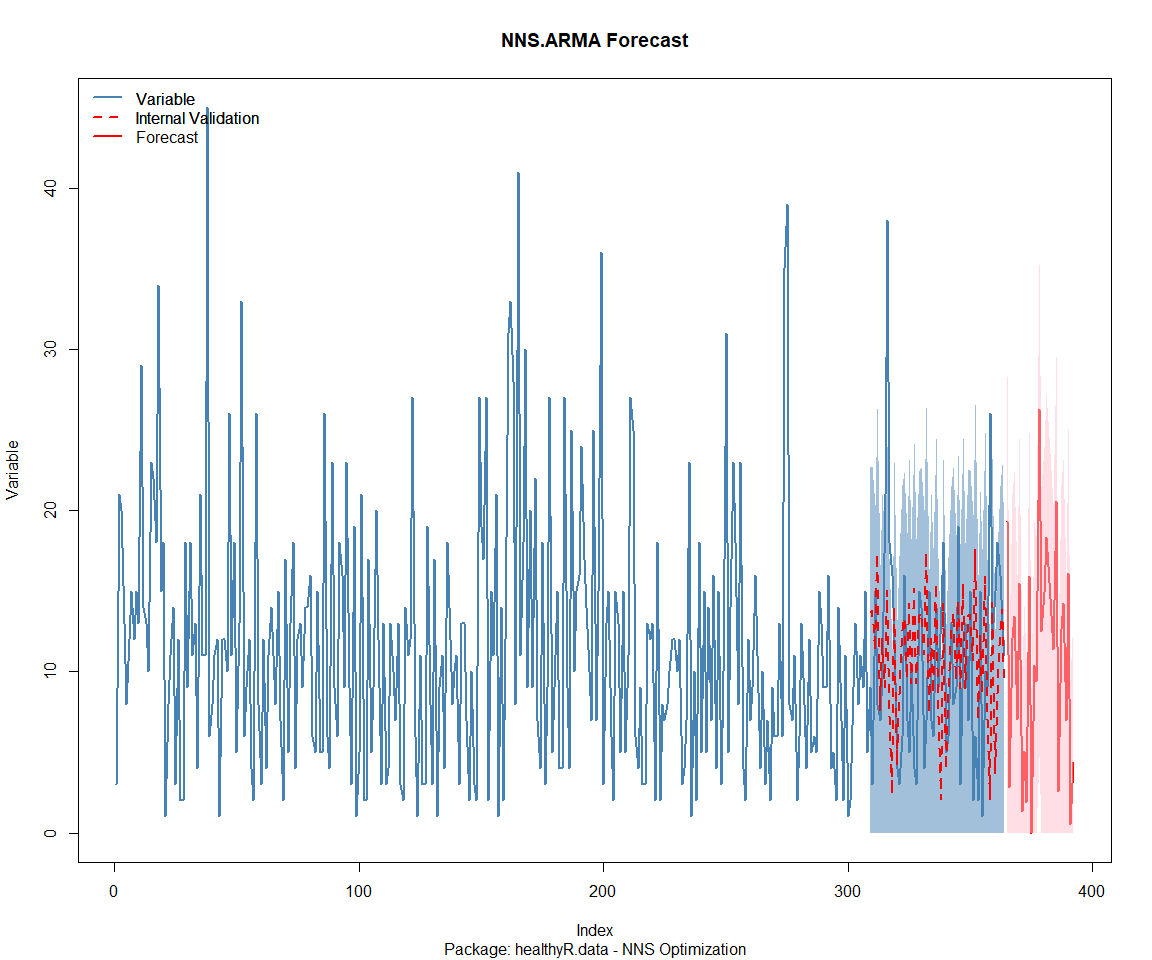 NNS.ARMA Forecast
Variable
Internal Validation
Forecast
Variable
40
30
20
10
0
0 100 200 300 400
Index
Package: healthyR.data - NNS Optimization